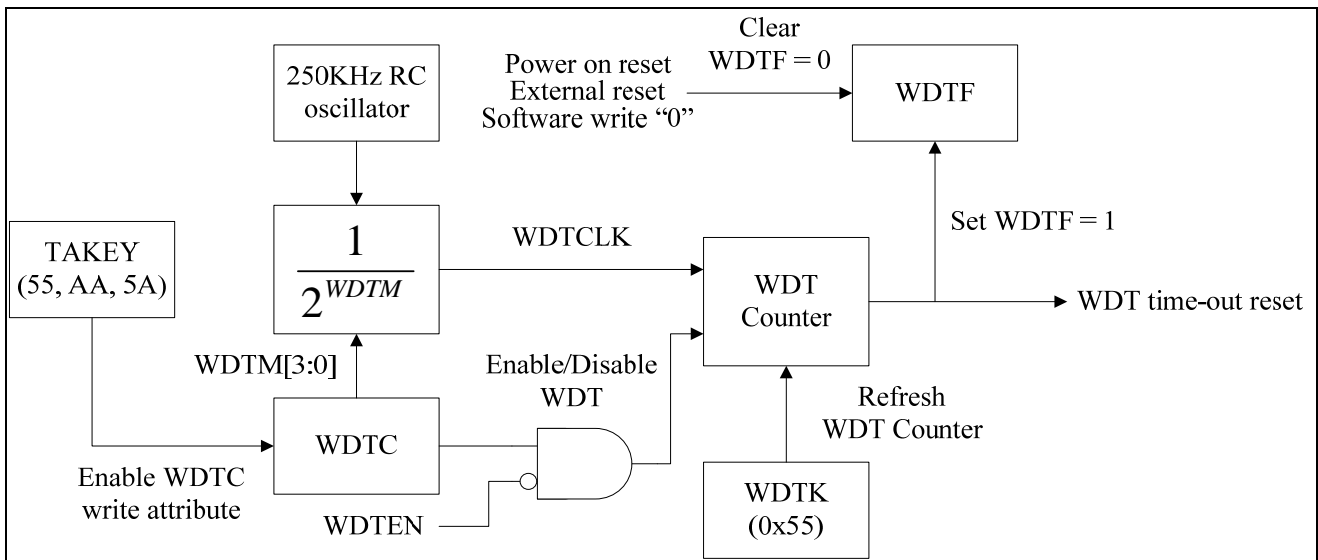 250KHz RC
oscillator
Power on reset
External reset
Software write “0”
Clear
WDTF = 0
WDTF
TAKEY
(55, AA, 5A)
1
2^WDTM
WDTCLK
WDT
Counter
Set WDTF = 1
WDT time-out reset
WDTM[3:0]
Enable/Disable
WDT
Refresh
WDT Counter
WDTC
Enable WDTC
write attribute
WDTEN
WDTK
(0x55)